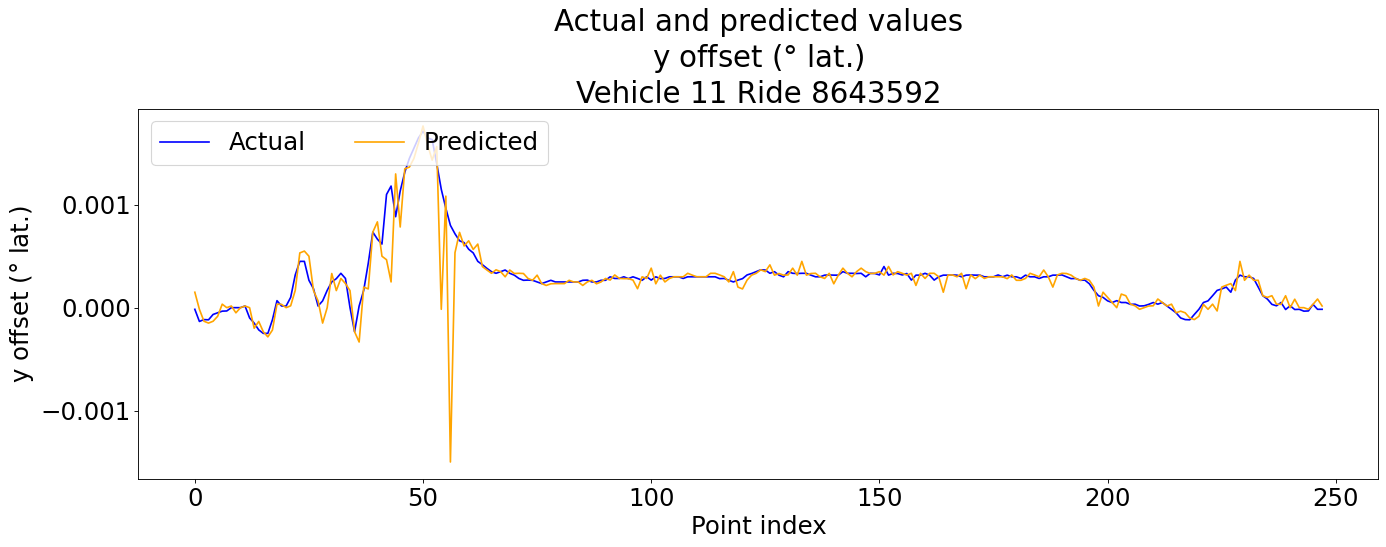 Actual and predicted values
y offset (° lat.)
Vehicle 11 Ride 8643592
Actual
Predicted
y offset (° lat.)
0.001
0.000
−0.001
0
50
100
150
200
250
Point index